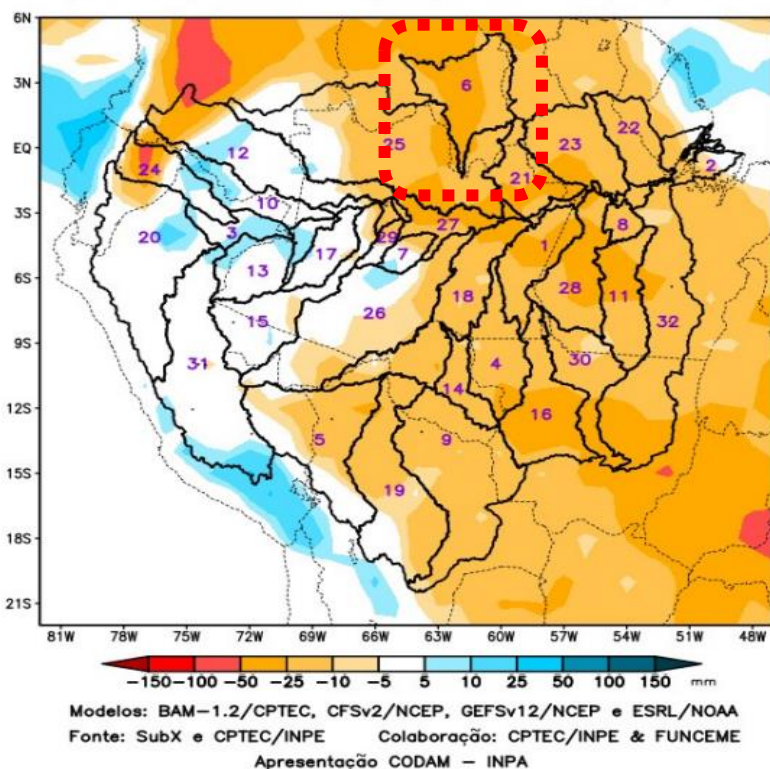 6N
3N
EQ
3S
6S
9S
12S
15S
18S
21S
6
12
25
23
22
24
21
2
10
20
3
29
27
1
8
17
7
13
18
28
11
32
15
26
31
4
30
14
5
9
16
19
81W 78W 75W 72W 69W 66W 63W 60W 57W 54W 51W 48W
-150 -100 -50 -25 -10 -5 5 10 25 50 100 150 mm
Modelos: BAM-1.2/CPTEC, CFSv2/NCEP, GEFSv12/NCEP e ESRL/NOAA
Fonte: SubX e CPTEC/INPE Colaboração: CPTEC/INPE & FUNCEME
Apresentação CODAM - INPA